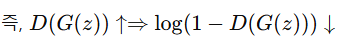 즉, D(G(z)) ↑⇒ log(1 − D(G(z))) ↓